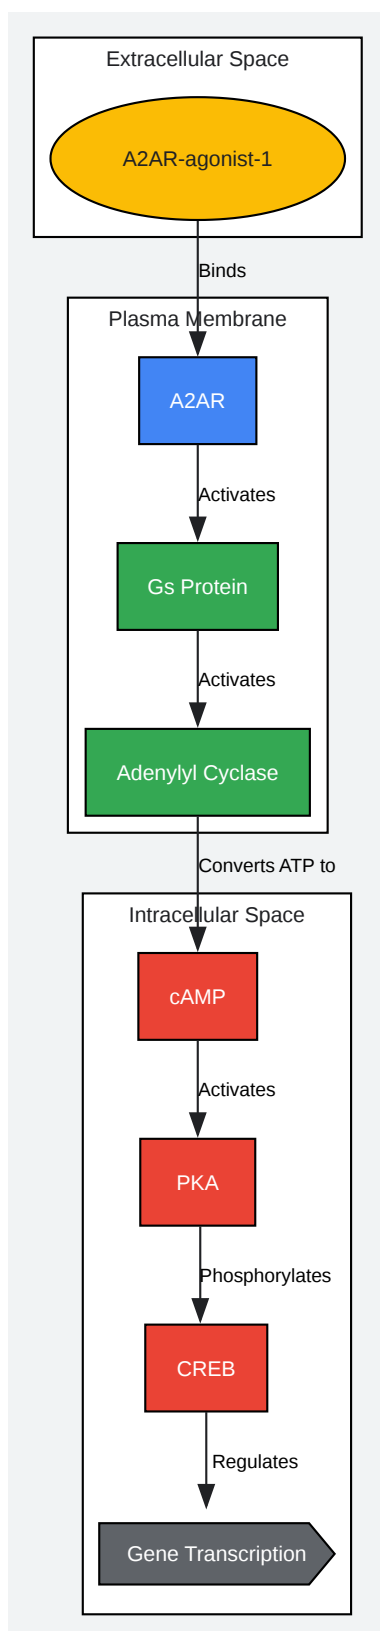 Extracellular Space
A2AR-agonist-1
Binds
Plasma Membrane
A2AR
Activates
Gs Protein
Activates
Adenylyl Cyclase
Converts ATP to
Intracellular Space
cAMP
Activates
PKA
Phosphorylates
CREB
Regulates
Gene Transcription